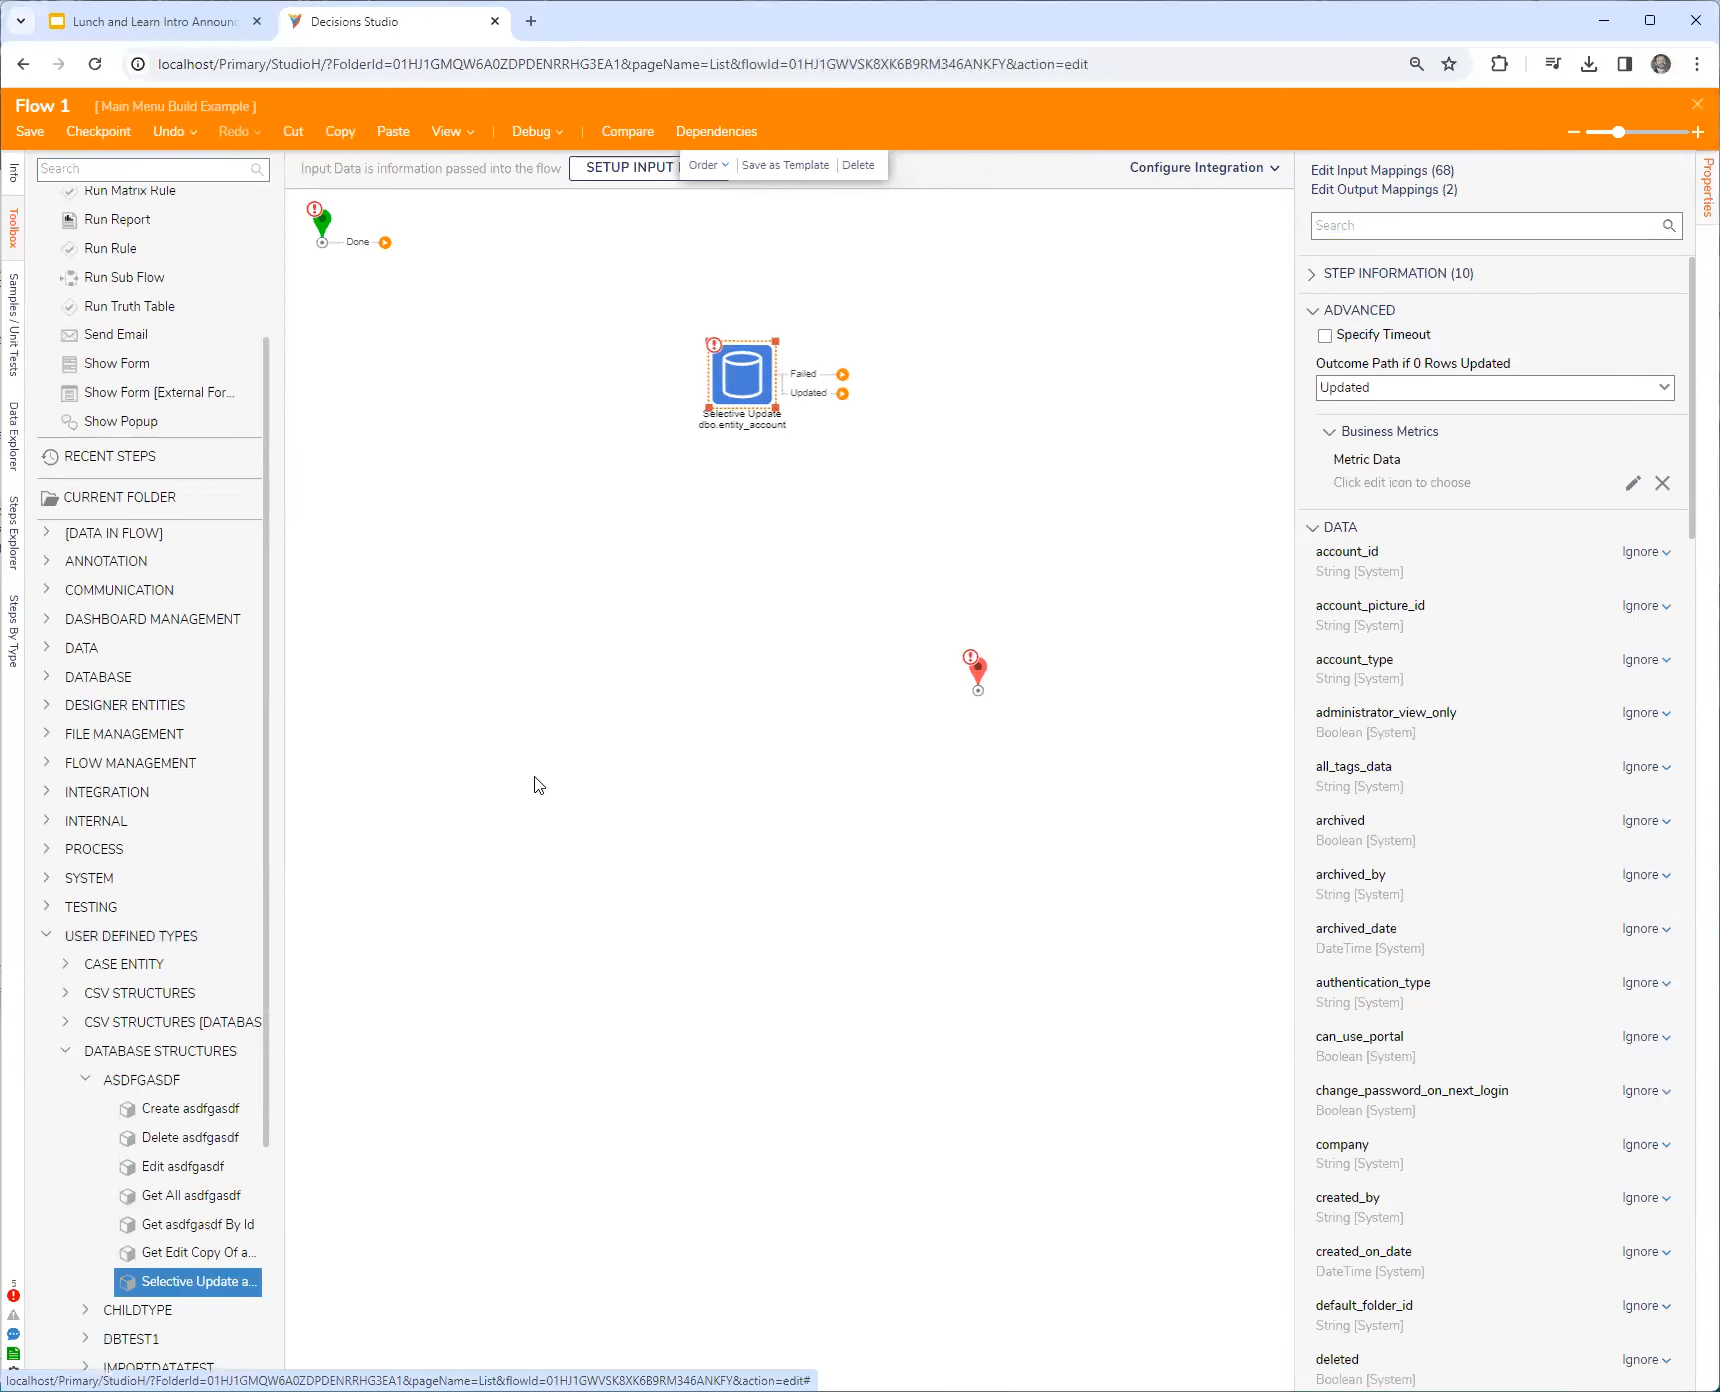 Lunch and Learn Intro Announc
Decisions Studio
localhost/Primary/StudioH/?FolderId=01HJ1GMQW6A0ZDPDENRRHG3EA1&pageName=List&flowId=01HJ1GWVSK8XK6B9RM346ANKFY&action=edit
Flow 1 [ Main Menu Build Example ]
Save Checkpoint Undo Redo Cut Copy Paste View Debug Compare Dependencies
Info
Toolbox
Samples / Unit Tests
Data Explorer
Steps Explorer
Steps By Type
5
Search
Run Matrix Rule
Run Report
Run Rule
Run Sub Flow
Run Truth Table
Send Email
Show Form
Show Form [External For...
Show Popup
RECENT STEPS
CURRENT FOLDER
[DATA IN FLOW]
ANNOTATION
COMMUNICATION
DASHBOARD MANAGEMENT
DATA
DATABASE
DESIGNER ENTITIES
FILE MANAGEMENT
FLOW MANAGEMENT
INTEGRATION
INTERNAL
PROCESS
SYSTEM
TESTING
USER DEFINED TYPES
CASE ENTITY
CSV STRUCTURES
CSV STRUCTURES [DATABAS
DATABASE STRUCTURES
ASDFGASDF
Create asdfgasdf
Delete asdfgasdf
Edit asdfgasdf
Get All asdfgasdf
Get asdfgasdf By Id
Get Edit Copy Of a...
Selective Update a...
CHILDTYPE
DBTEST1
IMPORTDATATEST
Input Data is information passed into the flow SETUP INPUT
Order Save as Template Delete
Configure Integration
Done
Failed
Updated
Selective Update
dbo.entity_account
Properties
Edit Input Mappings (68)
Edit Output Mappings (2)
Search
STEP INFORMATION (10)
ADVANCED
Specify Timeout
Outcome Path if 0 Rows Updated
Updated
Business Metrics
Metric Data
Click edit icon to choose
DATA
account_id Ignore
String [System]
account_picture_id Ignore
String [System]
account_type Ignore
String [System]
administrator_view_only Ignore
Boolean [System]
all_tags_data Ignore
String [System]
archived Ignore
Boolean [System]
archived_by Ignore
String [System]
archived_date Ignore
DateTime [System]
authentication_type Ignore
String [System]
can_use_portal Ignore
Boolean [System]
change_password_on_next_login Ignore
Boolean [System]
company Ignore
String [System]
created_by Ignore
String [System]
created_on_date Ignore
DateTime [System]
default_folder_id Ignore
String [System]
deleted Ignore
Boolean [System]
localhost/Primary/StudioH/?FolderId=01HJ1GMQW6A0ZDPDENRRHG3EA1&pageName=List&flowId=01HJ1GWVSK8XK6B9RM346ANKFY&action=edit#